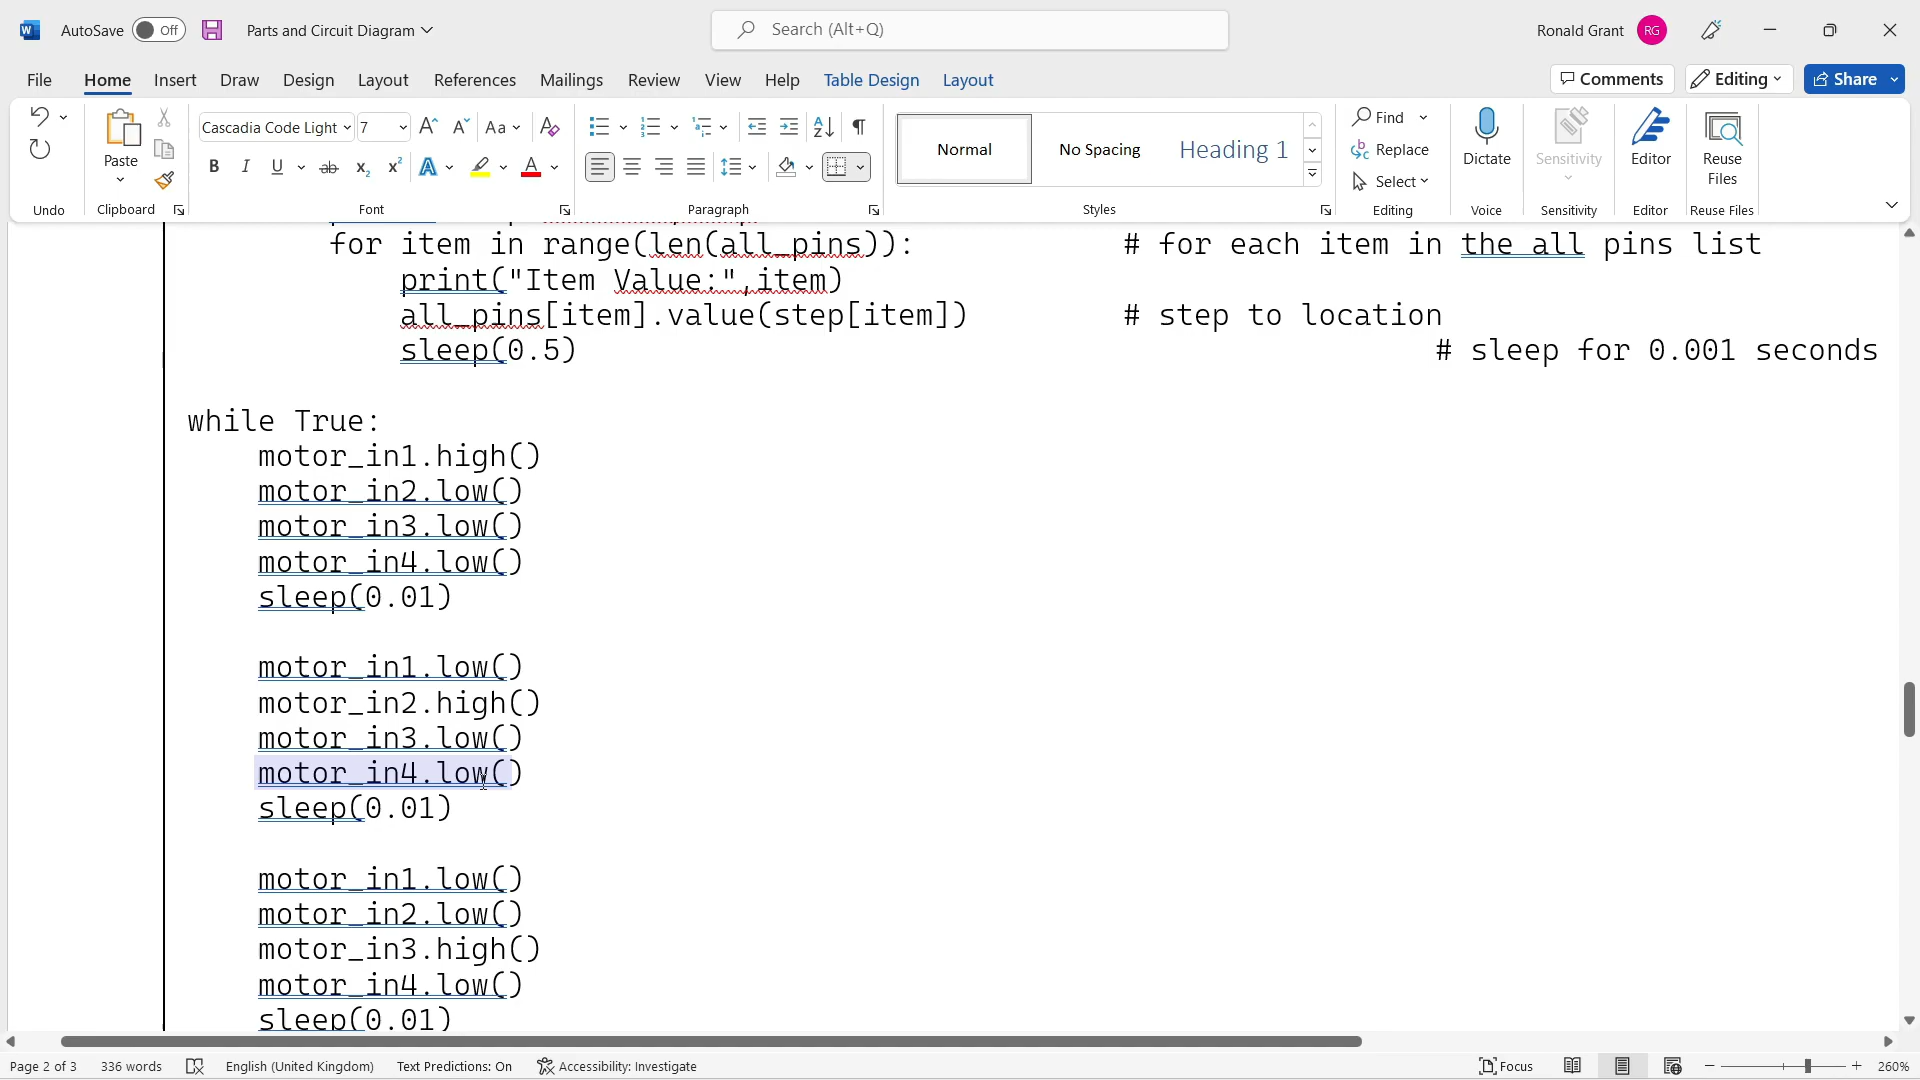 AutoSave Off Parts and Circuit Diagram Search (Alt+Q) Ronald Grant RG
File Home Insert Draw Design Layout References Mailings Review View Help Table Design Layout Comments Editing Share
Cascadia Code Light 7 Aa
Paste
B I U ab x₂ x² A A
Normal No Spacing Heading 1
Find
Replace
Select
Dictate
Sensitivity
Editor
Reuse Files
Undo Clipboard Font Paragraph Styles Editing Voice Sensitivity Editor Reuse Files
for item in range(len(all_pins)): # for each item in the all pins list
print("Item Value:",item)
all_pins[item].value(step[item]) # step to location
sleep(0.5) # sleep for 0.001 seconds
while True:
motor_in1.high()
motor_in2.low()
motor_in3.low()
motor_in4.low()
sleep(0.01)
motor_in1.low()
motor_in2.high()
motor_in3.low()
motor_in4.low()
sleep(0.01)
motor_in1.low()
motor_in2.low()
motor_in3.high()
motor_in4.low()
sleep(0.01)
Page 2 of 3 336 words English (United Kingdom) Text Predictions: On Accessibility: Investigate Focus 260%